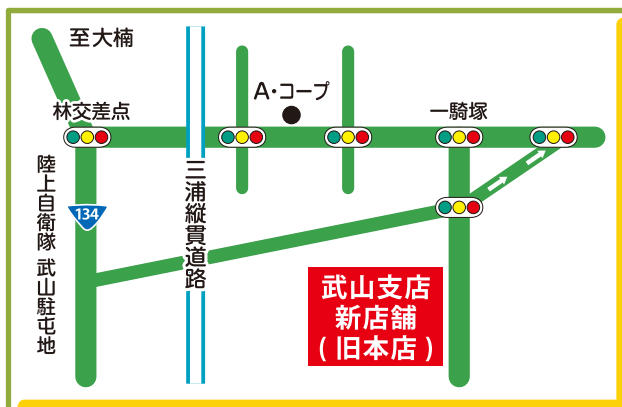 至大楠
A・コープ
林交差点
一騎塚
陸上自衛隊 武山駐屯地
134
三浦縦貫道路
武山支店
新店舗
(旧本店)